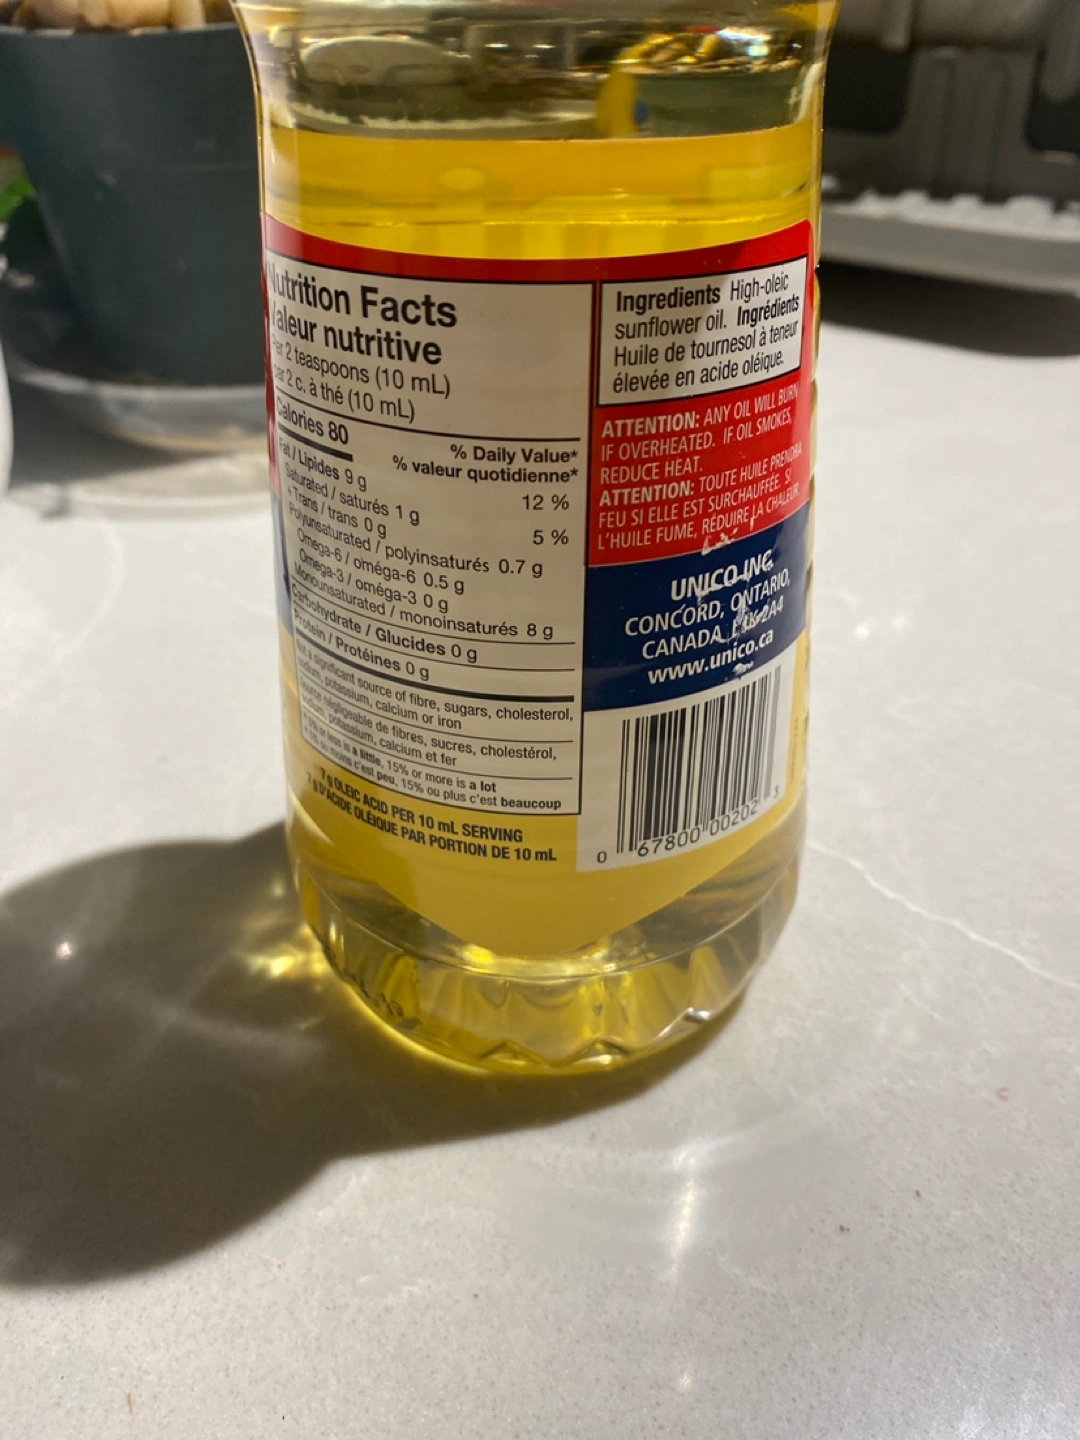 Nutrition Facts
Valeur nutritive
Per 2 teaspoons (10 mL)
par 2 c. à thé (10 mL)
Calories 80
% Daily Value*
% valeur quotidienne*
Fat / Lipides 9 g 12 %
Saturated / saturés 1 g
+ Trans / trans 0 g 5 %
Polyunsaturated / polyinsaturés 0.7 g
Omega-6 / oméga-6 0.5 g
Omega-3 / oméga-3 0 g
Monounsaturated / monoinsaturés 8 g
Carbohydrate / Glucides 0 g
Protein / Protéines 0 g
Not a significant source of fibre, sugars, cholesterol,
sodium, potassium, calcium or iron
Source négligeable de fibres, sucres, cholestérol,
sodium, potassium, calcium et fer
* 5% or less is a little, 15% or more is a lot
* 5% ou moins c'est peu, 15% ou plus c'est beaucoup
7 g OLEIC ACID PER 10 mL SERVING
7 g D'ACIDE OLÉIQUE PAR PORTION DE 10 mL
Ingredients High-oleic
sunflower oil. Ingrédients
Huile de tournesol à teneur
élevée en acide oléique.
ATTENTION: ANY OIL WILL BURN
IF OVERHEATED. IF OIL SMOKES,
REDUCE HEAT.
ATTENTION: TOUTE HUILE PRENDRA
FEU SI ELLE EST SURCHAUFFÉE. SI
L'HUILE FUME, RÉDUIRE LA CHALEUR.
UNICO INC.
CONCORD, ONTARIO,
CANADA 2A4
www.unico.ca
0 67800 00202 3